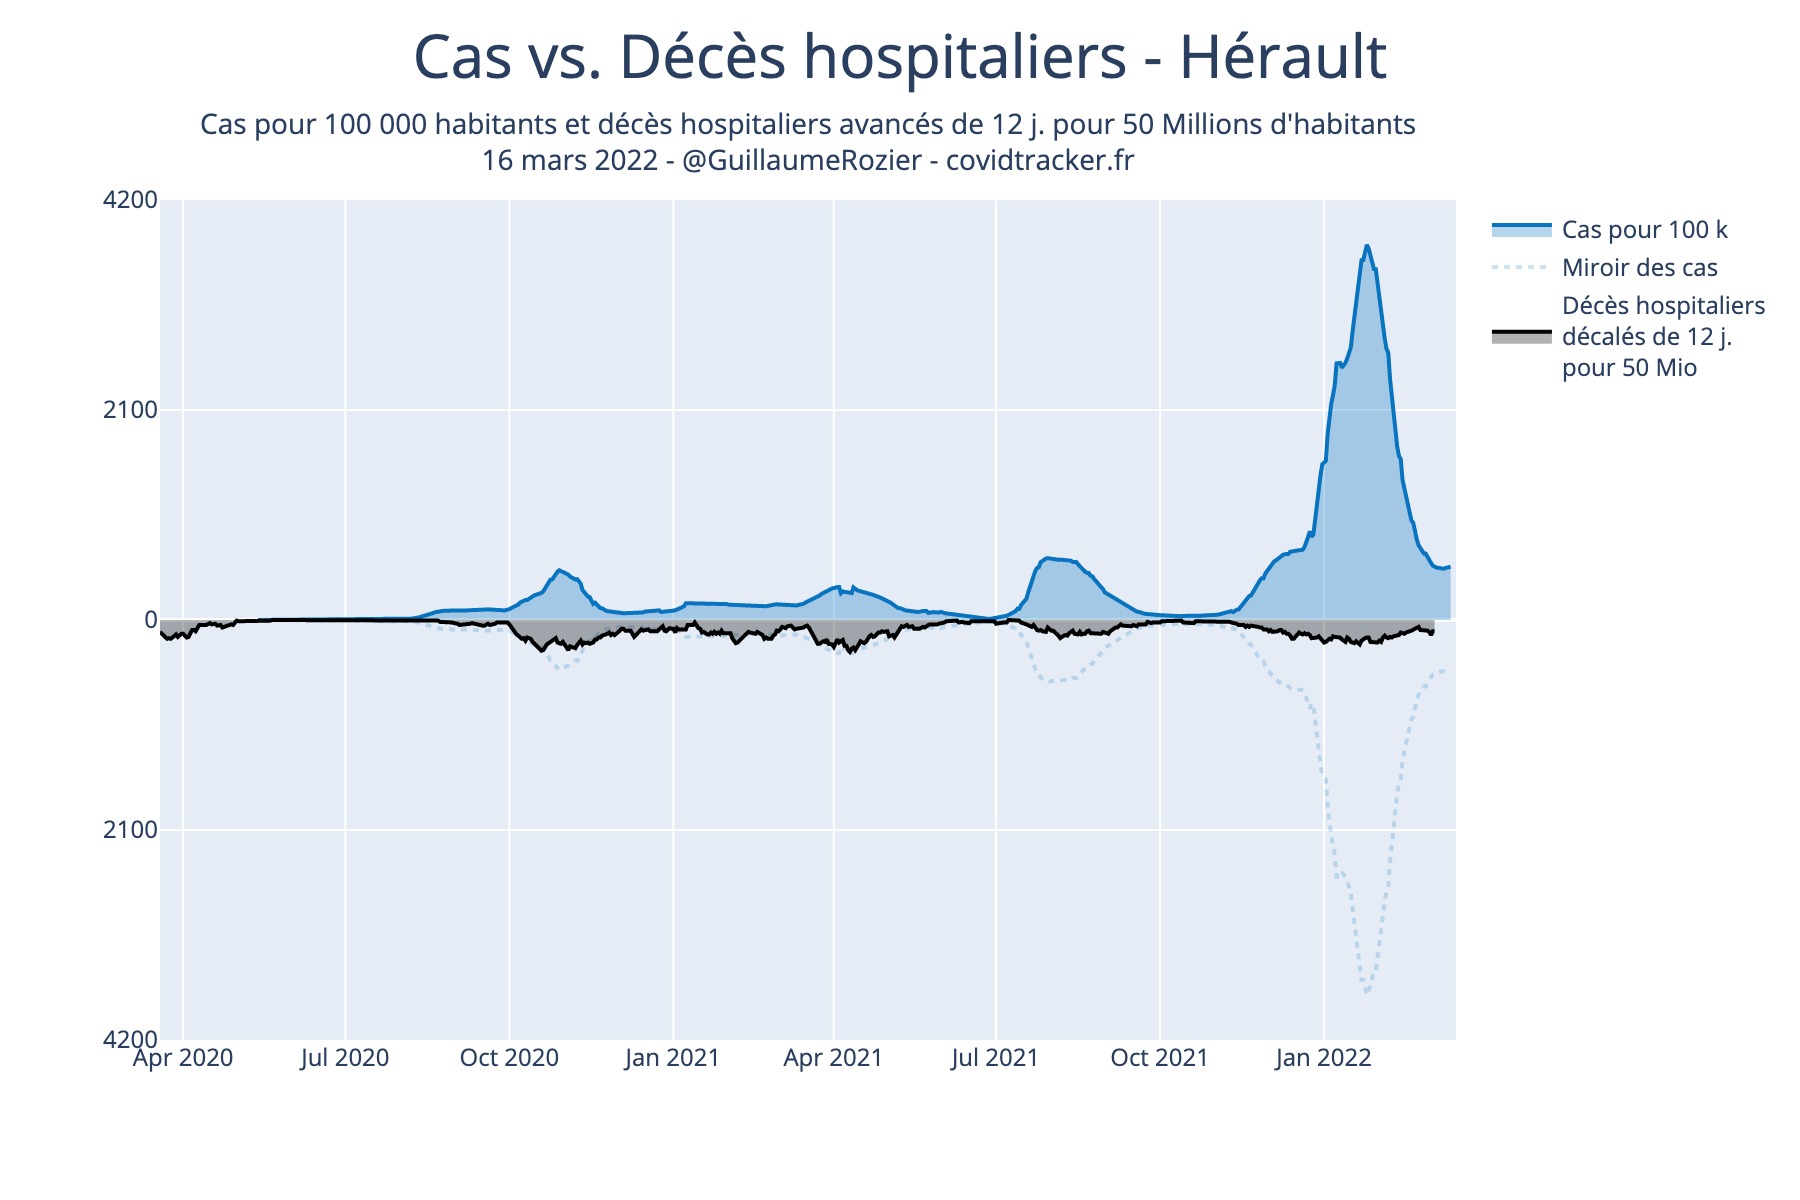 Cas vs. Décès hospitaliers - Hérault
Cas pour 100 000 habitants et décès hospitaliers avancés de 12 j. pour 50 Millions d'habitants
16 mars 2022 - @GuillaumeRozier - covidtracker.fr
4200
2100
0
2100
4200
Apr 2020
Jul 2020
Oct 2020
Jan 2021
Apr 2021
Jul 2021
Oct 2021
Jan 2022
Cas pour 100 k
Miroir des cas
Décès hospitaliers
décalés de 12 j.
pour 50 Mio